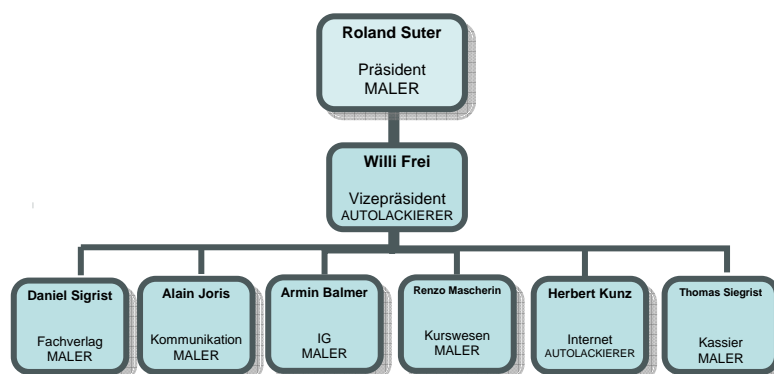 Roland Suter
Präsident
MALER
Willi Frei
Vizepräsident
AUTOLACKIERER
Daniel Sigrist
Fachverlag
MALER
Alain Joris
Kommunikation
MALER
Armin Balmer
IG
MALER
Renzo Mascherin
Kurswesen
MALER
Herbert Kunz
Internet
AUTOLACKIERER
Thomas Siegrist
Kassier
MALER